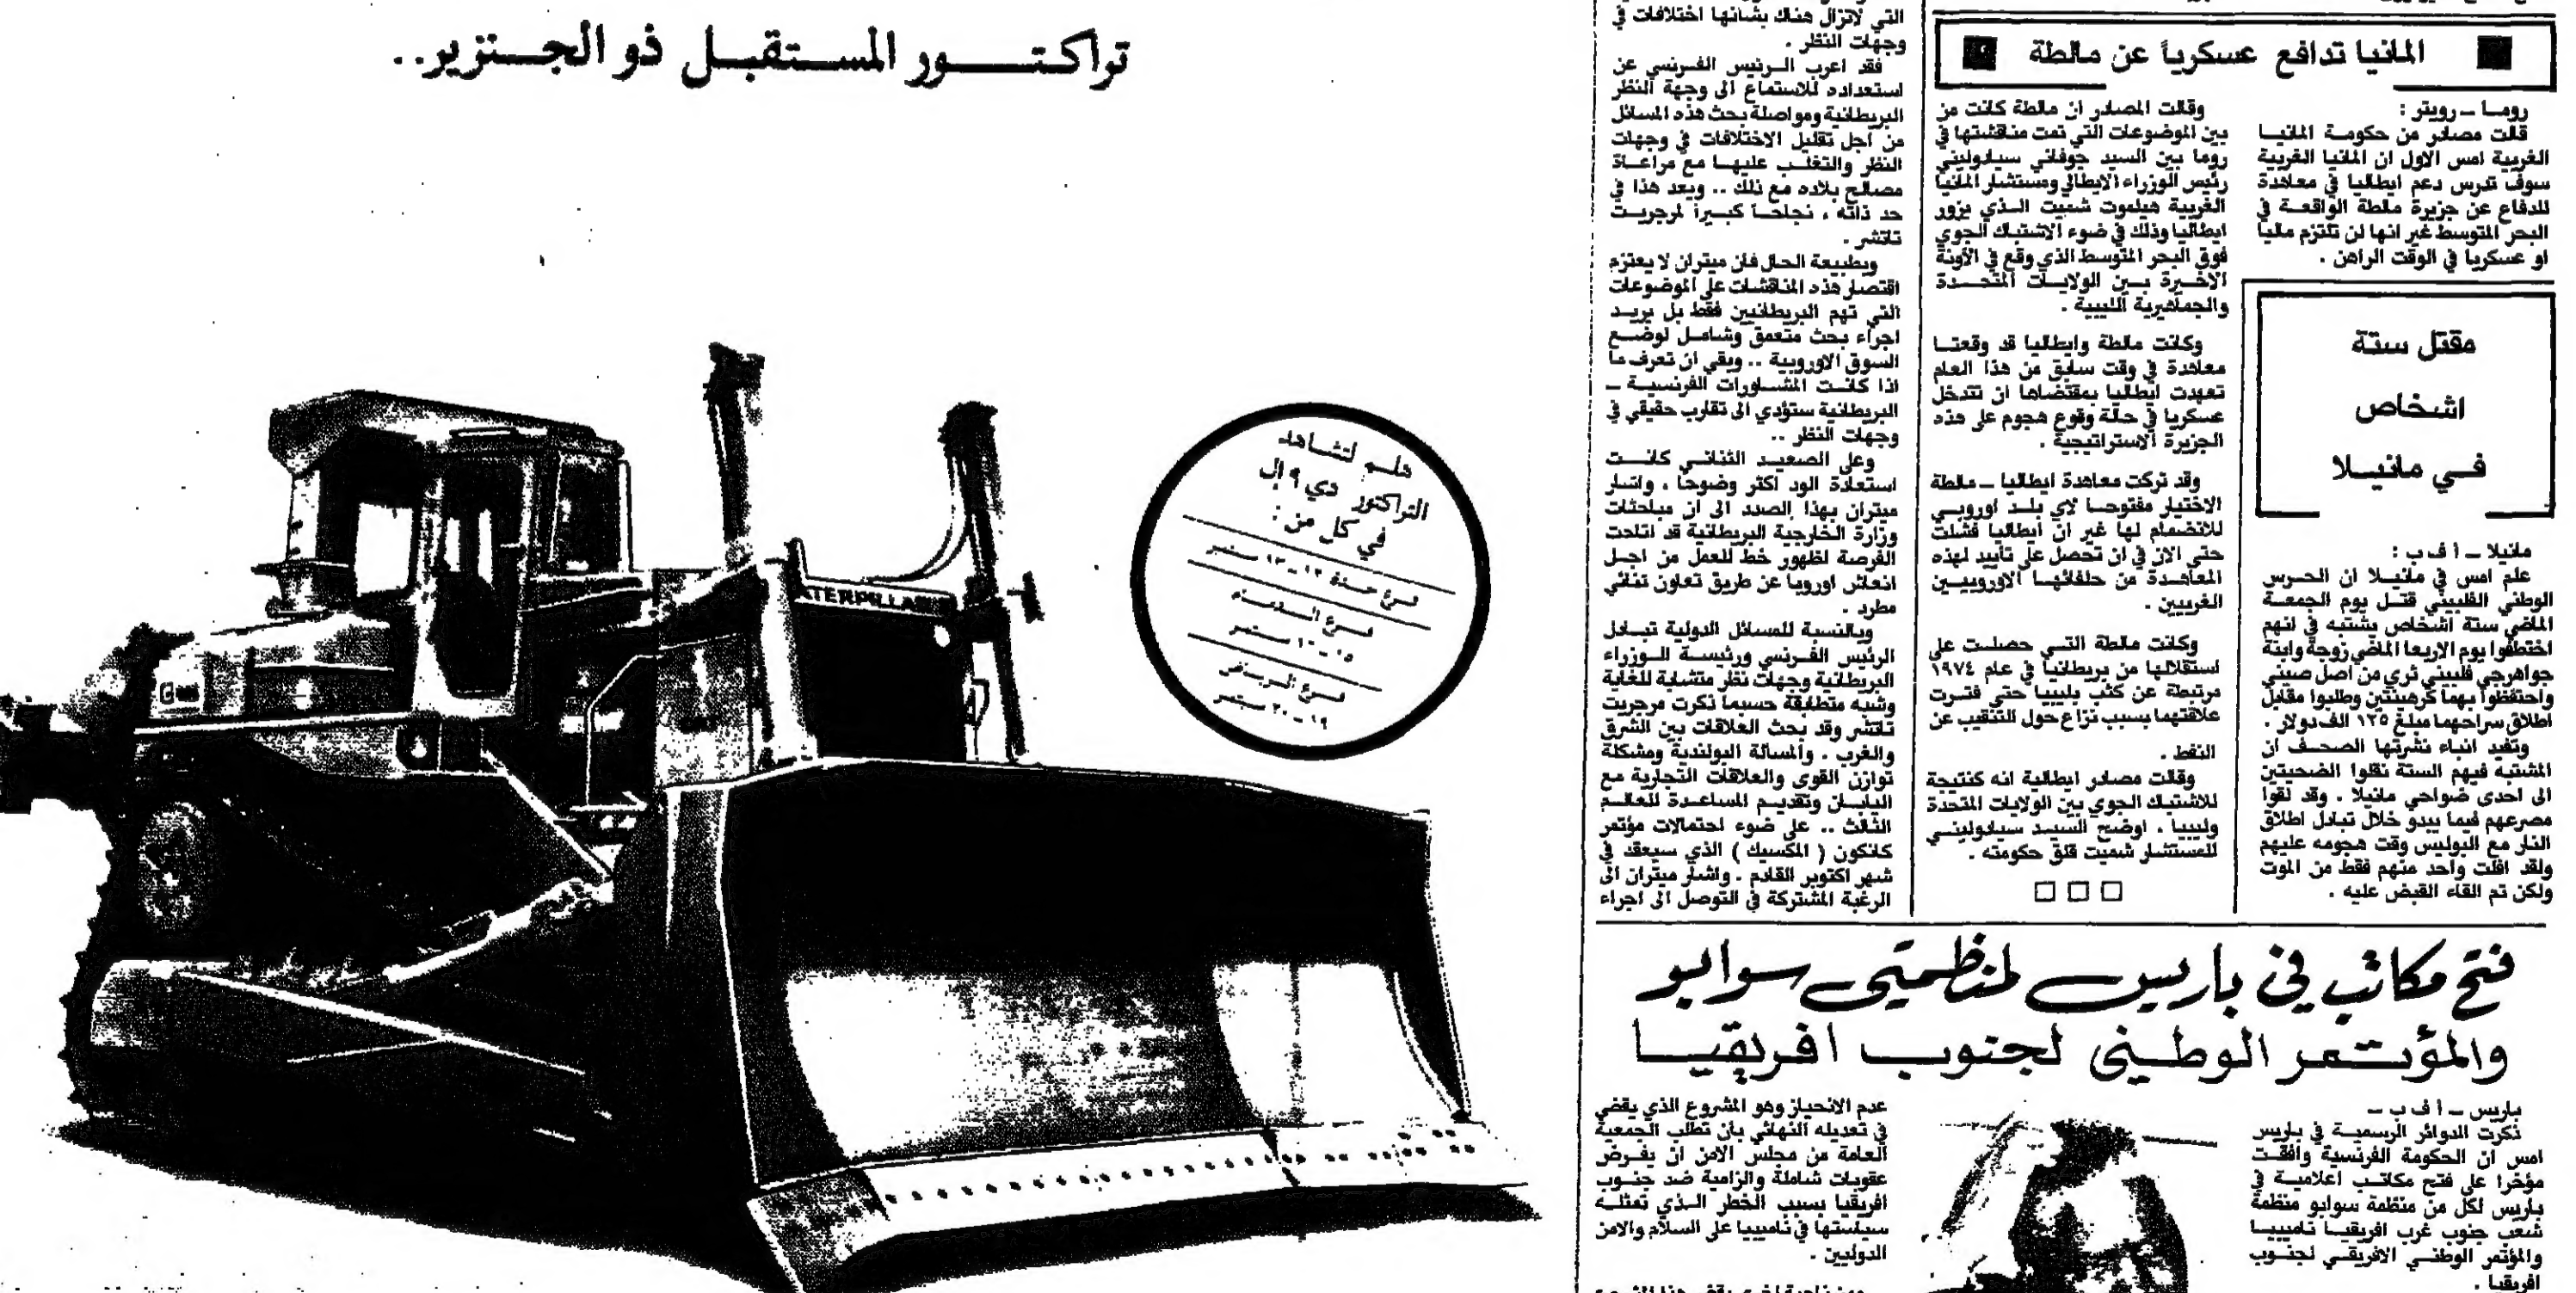 تراكتور المستقبل ذو الجنزير..
هلم لتشاهد
التراكتور دي ٩ ال
في كل من :
فرع جدة ١٢ - ١٣ سبتمبر
١٩ - ٢٠ سبتمبر
CATERPILLAR
المانيا تدافع عسكرياً عن مالطة
روما - رويتر :
قالت مصادر من حكومة المانيا
الغربية امس الاول ان المانيا الغربية
سوف تدرس دعم ايطاليا في معاهدة
للدفاع عن جزيرة مالطة الواقعة في
البحر المتوسط غير انها لن تلتزم ماليا
او عسكريا في الوقت الراهن .
وقالت المصادر ان مالطة كانت من
بين الموضوعات التي تمت مناقشتها في
روما بين السيد جوفاني سبادوليني
رئيس الوزراء الايطالي ومستشار المانيا
الغربية هيلموت شميت الذي يزور
ايطاليا وذلك في ضوء الاشتباك الجوي
فوق البحر المتوسط الذي وقع في الآونة
الاخيرة بين الولايات المتحدة
والجماهيرية الليبية .
وكانت مالطة وايطاليا قد وقعتا
معاهدة في وقت سابق من هذا العام
تعهدت ايطاليا بمقتضاها ان تتدخل
عسكريا في حالة وقوع هجوم على هذه
الجزيرة الاستراتيجية .
وقد تركت معاهدة ايطاليا - مالطة
الاختيار مفتوحا لاي بلد اوروبي
للانضمام لها غير ان ايطاليا فشلت
حتى الان في ان تحصل على تأييد لهذه
المعاهدة من حلفائها الاوروبيين
الغربيين .
وكانت مالطة التي حصلت على
استقلالها من بريطانيا في عام ١٩٧٤
مرتبطة عن كثب بليبيا حتى فترت
علاقتهما بسبب نزاع حول التنقيب عن
النفط .
وقالت مصادر ايطالية انه كنتيجة
للاشتباك الجوي بين الولايات المتحدة
وليبيا ، اوضح السيد سبادوليني
للمستشار شميت قلق حكومته .
مقتل ستة
اشخاص
في مانيلا
مانيلا - أ ف ب :
علم امس في مانيلا ان الحرس
الوطني الفلبيني قتل يوم الجمعة
الماضي ستة اشخاص يشتبه في انهم
اختطفوا يوم الاربعا الماضي زوجة وابنة
جواهرجي فلبيني ثري من اصل صيني
واحتفظوا بهما كرهينتين وطلبوا مقابل
اطلاق سراحهما مبلغ ١٢٥ الف دولار .
وتفيد انباء نشرتها الصحف ان
المشتبه فيهم الستة نقلوا الضحيتين
الى احدى ضواحي مانيلا . وقد لقوا
مصرعهم فيما يبدو خلال تبادل اطلاق
النار مع البوليس وقت هجومه عليهم
ولقد افلت واحد منهم فقط من الموت
ولكن تم القاء القبض عليه .
التي لاتزال هناك بشانها اختلافات في
وجهات النظر .
فقد اعرب الرئيس الفرنسي عن
استعداده للاستماع الى وجهة النظر
البريطانية ومواصلة بحث هذه المسائل
من اجل تقليل الاختلافات في وجهات
النظر والتغلب عليها مع مراعاة
مصالح بلاده مع ذلك .. ويعد هذا في
حد ذاته ، نجاحا كبيرا لمرجريت
تاتشر .
وبطبيعة الحال فان ميتران لا يعتزم
اقتصار هذه المناقشات على الموضوعات
التي تهم البريطانيين فقط بل يريد
اجراء بحث متعمق وشامل لوضع
السوق الاوروبية .. وبقي ان تعرف ما
اذا كانت المشاورات الفرنسية -
البريطانية ستؤدي الى تقارب حقيقي في
وجهات النظر ..
وعلى الصعيد الثنائي كانت
استعادة الود اكثر وضوحا ، واشار
ميتران بهذا الصدد الى ان مباحثات
وزارة الخارجية البريطانية قد اتاحت
الفرصة لظهور خط للعمل من اجل
انعاش اوروبا عن طريق تعاون ثنائي
مطرد .
وبالنسبة للمسائل الدولية تبادل
الرئيس الفرنسي ورئيسة الوزراء
البريطانية وجهات نظر متشابة للغاية
وشبه متطابقة حسبما ذكرت مرجريت
تاتشر وقد بحث العلاقات بين الشرق
والغرب . والمسالة البولندية ومشكلة
توازن القوى والعلاقات التجارية مع
اليابان وتقديم المساعدة للعالم
الثالث .. على ضوء احتمالات مؤتمر
كانكون ( المكسيك ) الذي سيعقد في
شهر اكتوبر القادم . واشار ميتران الى
الرغبة المشتركة في التوصل الى اجراء
فتح مكاتب في باريس لمنظمتي سوابو
والمؤتمر الوطني لجنوب افريقيا
باريس - أ ف ب -
ذكرت الدوائر الرسمية في باريس
امس ان الحكومة الفرنسية وافقت
مؤخرا على فتح مكاتب اعلامية في
باريس لكل من منظمة سوابو منظمة
شعب جنوب غرب افريقيا ناميبيا
والمؤتمر الوطني الافريقي لجنوب
افريقيا .
عدم الانحياز وهو المشروع الذي يقضي
في تعديله النهائي بأن تطلب الجمعية
العامة من مجلس الامن ان يفرض
عقوبات شاملة والزامية ضد جنوب
افريقيا بسبب الخطر الذي تمثله
سياستها في ناميبيا على السلام والامن
الدوليين .